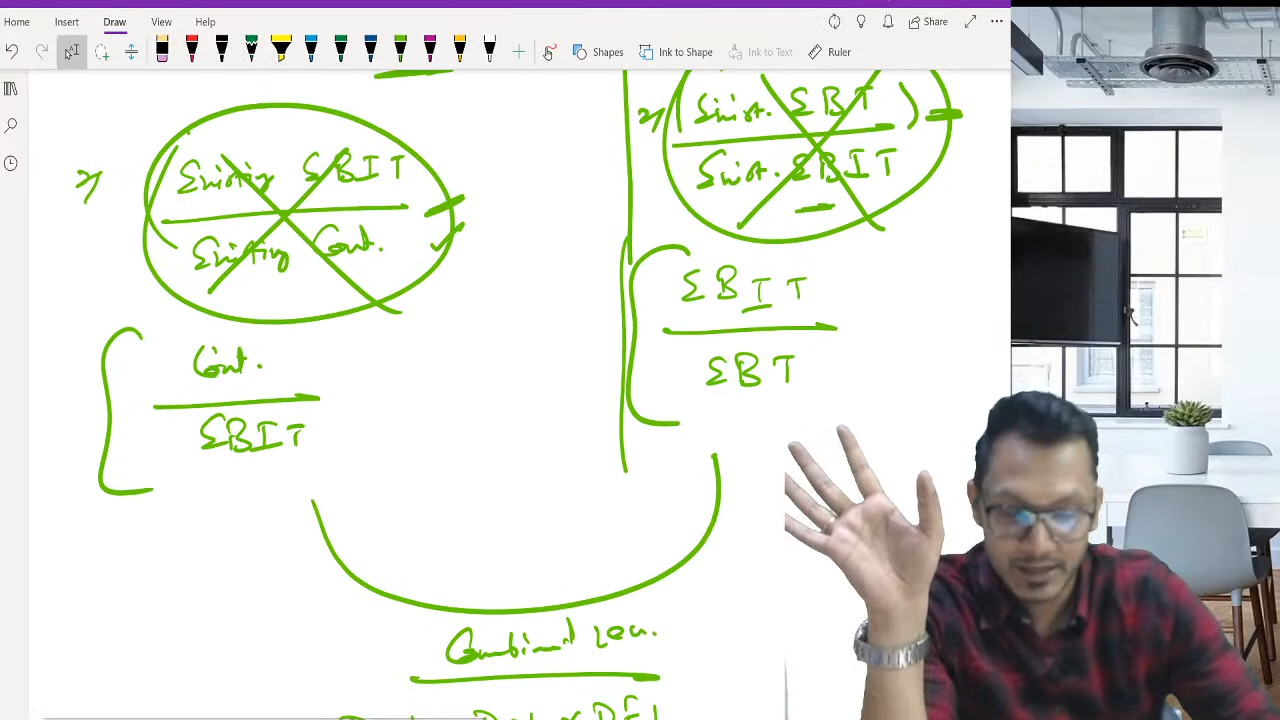 Home Insert Draw View Help Share
Shapes Ink to Shape Ink to Text Ruler
Existing EBIT
Existing Cont.
Cont.
EBIT
Exist. EBT
Exist. EBIT
EBIT
EBT
Combined Lev.